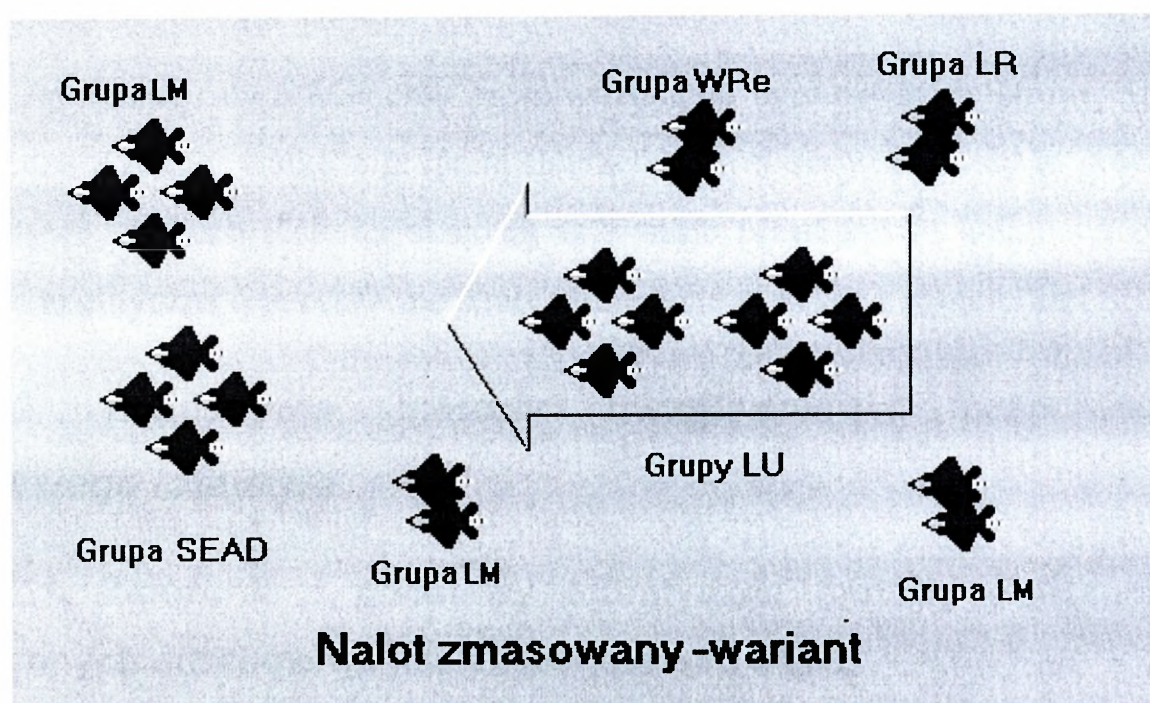 Grupa LM
Grupa WRe
Grupa LR
Grupy LU
Grupa SEAD
Grupa LM
Grupa LM
Nalot zmasowany -wariant